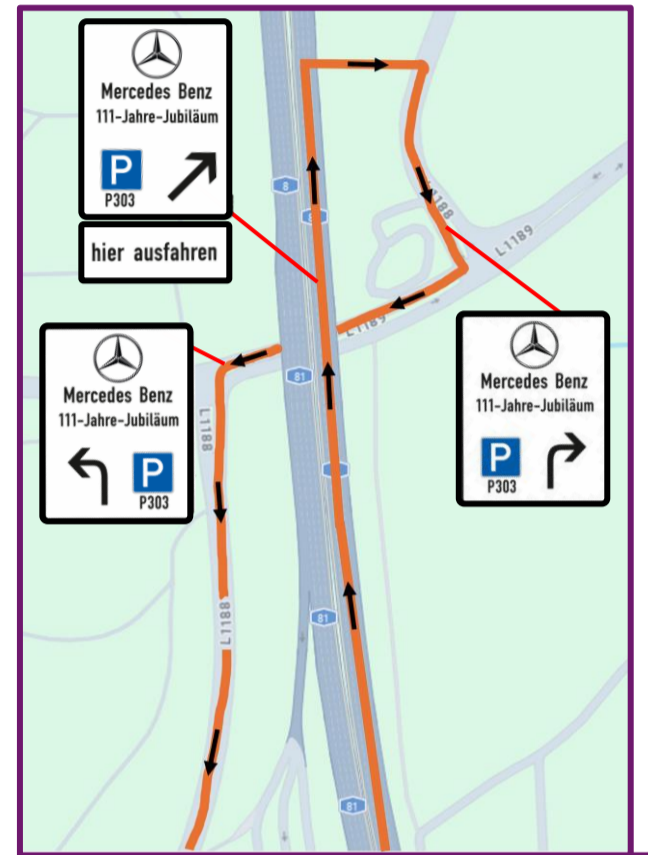 Mercedes Benz
111-Jahre-Jubiläum
P
P303
hier ausfahren
8
L1188
L1189
L1189
81
Mercedes Benz
111-Jahre-Jubiläum
P
P303
Mercedes Benz
111-Jahre-Jubiläum
P
P303
L1188
L1188
81
81